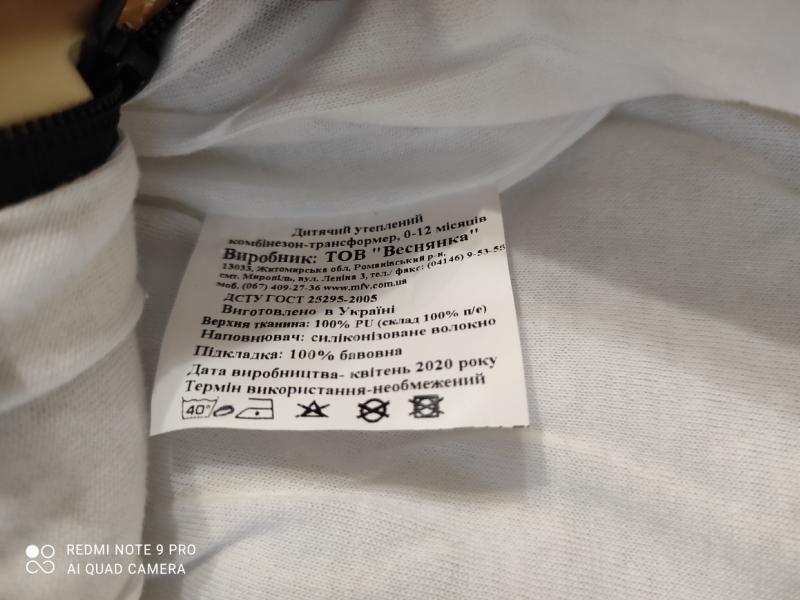 Дитячий утеплений
комбінезон-трансформер, 0-12 місяців
Виробник: ТОВ "Веснянка"
13033, Житомирська обл, Романівський р-н,
смт. Миропіль, вул. Леніна 3, тел./ факс: (04146) 9-53-58
моб. (067) 409-27-36 www.mfv.com.ua
ДСТУ ГОСТ 25295-2005
Виготовлено в Україні
Верхня тканина: 100% PU (склад 100% п/е)
Наповнювач: силіконізоване волокно
Підкладка: 100% бавовна
Дата виробництва- квітень 2020 року
Термін використання-необмежений
40°
REDMI NOTE 9 PRO
AI QUAD CAMERA